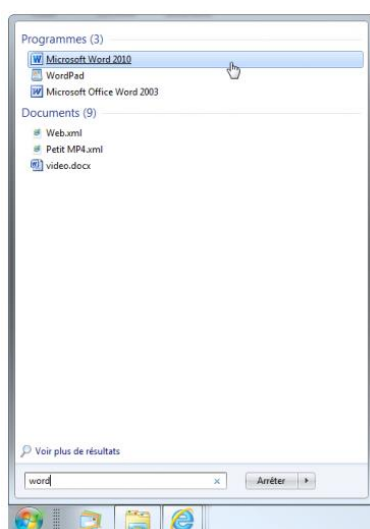 Programmes (3)
Microsoft Word 2010
WordPad
Microsoft Office Word 2003
Documents (9)
Web.xml
Petit MP4.xml
video.docx
Voir plus de résultats
word
Arrêter